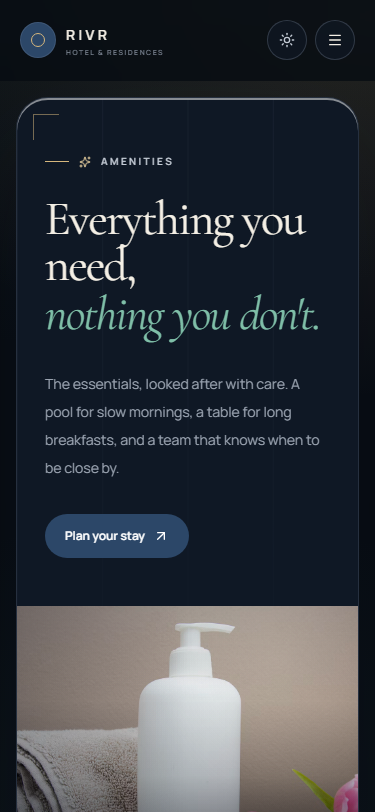 RIVR
HOTEL & RESIDENCES
AMENITIES
Everything you
need,
nothing you don't.
The essentials, looked after with care. A
pool for slow mornings, a table for long
breakfasts, and a team that knows when to
be close by.
Plan your stay